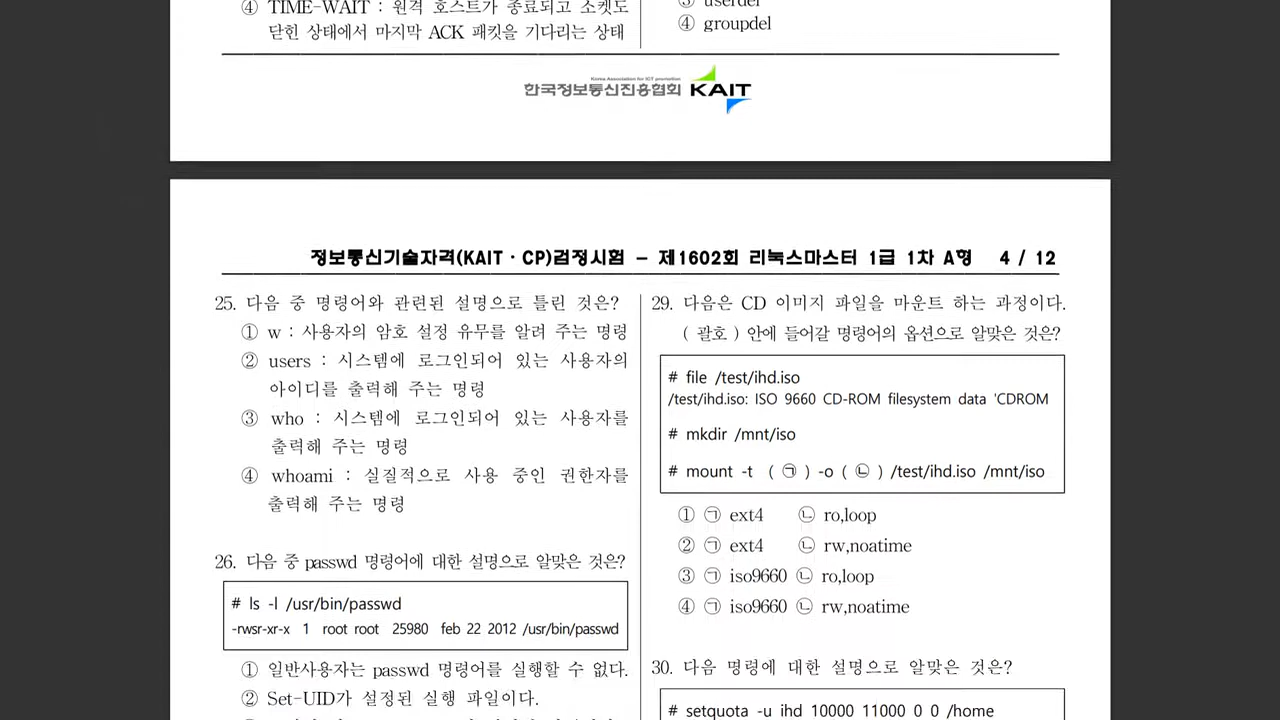 ④ TIME-WAIT : 원격 호스트가 종료되고 소켓도
닫힌 상태에서 마지막 ACK 패킷을 기다리는 상태
③ userdel
④ groupdel
Korea Association for ICT promotion
한국정보통신진흥협회 KAIT
정보통신기술자격(KAIT · CP)검정시험 – 제1602회 리눅스마스터 1급 1차 A형 4 / 12
25. 다음 중 명령어와 관련된 설명으로 틀린 것은?
① w : 사용자의 암호 설정 유무를 알려 주는 명령
② users : 시스템에 로그인되어 있는 사용자의
아이디를 출력해 주는 명령
③ who : 시스템에 로그인되어 있는 사용자를
출력해 주는 명령
④ whoami : 실질적으로 사용 중인 권한자를
출력해 주는 명령
26. 다음 중 passwd 명령어에 대한 설명으로 알맞은 것은?
# ls -l /usr/bin/passwd
-rwsr-xr-x 1 root root 25980 feb 22 2012 /usr/bin/passwd
① 일반사용자는 passwd 명령어를 실행할 수 없다.
② Set-UID가 설정된 실행 파일이다.
29. 다음은 CD 이미지 파일을 마운트 하는 과정이다.
( 괄호 ) 안에 들어갈 명령어의 옵션으로 알맞은 것은?
# file /test/ihd.iso
/test/ihd.iso: ISO 9660 CD-ROM filesystem data 'CDROM
# mkdir /mnt/iso
# mount -t ( ㉠ ) -o ( ㉡ ) /test/ihd.iso /mnt/iso
① ㉠ ext4 ㉡ ro,loop
② ㉠ ext4 ㉡ rw,noatime
③ ㉠ iso9660 ㉡ ro,loop
④ ㉠ iso9660 ㉡ rw,noatime
30. 다음 명령에 대한 설명으로 알맞은 것은?
# setquota -u ihd 10000 11000 0 0 /home